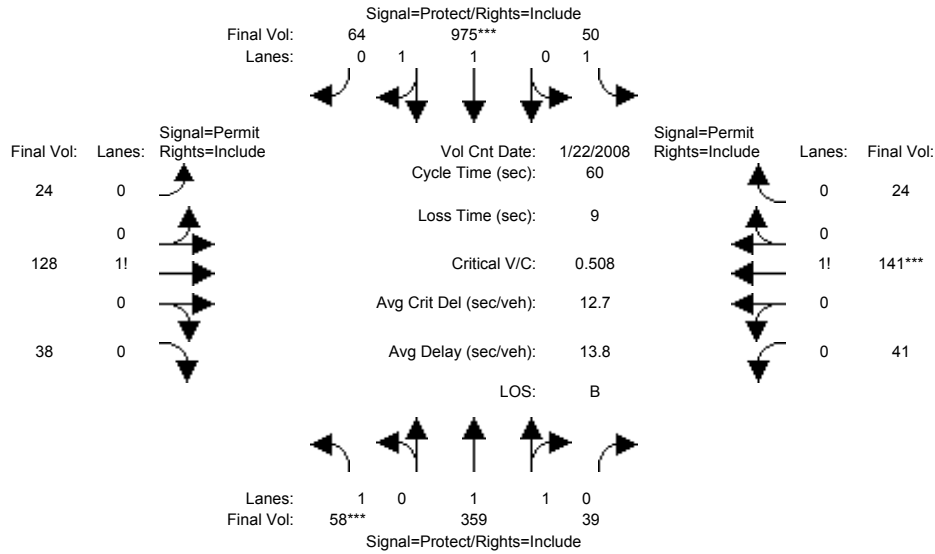 Signal=Protect/Rights=Include
Final Vol: 64 975*** 50
Lanes: 0 1 1 0 1
Signal=Permit Signal=Permit
Final Vol: Lanes: Rights=Include Vol Cnt Date: 1/22/2008 Rights=Include Lanes: Final Vol:
Cycle Time (sec): 60
24 0 0 24
Loss Time (sec): 9
0 0
128 1! Critical V/C: 0.508 1! 141***
0 Avg Crit Del (sec/veh): 12.7 0
38 0 Avg Delay (sec/veh): 13.8 0 41
LOS: B
Lanes: 1 0 1 1 0
Final Vol: 58*** 359 39
Signal=Protect/Rights=Include